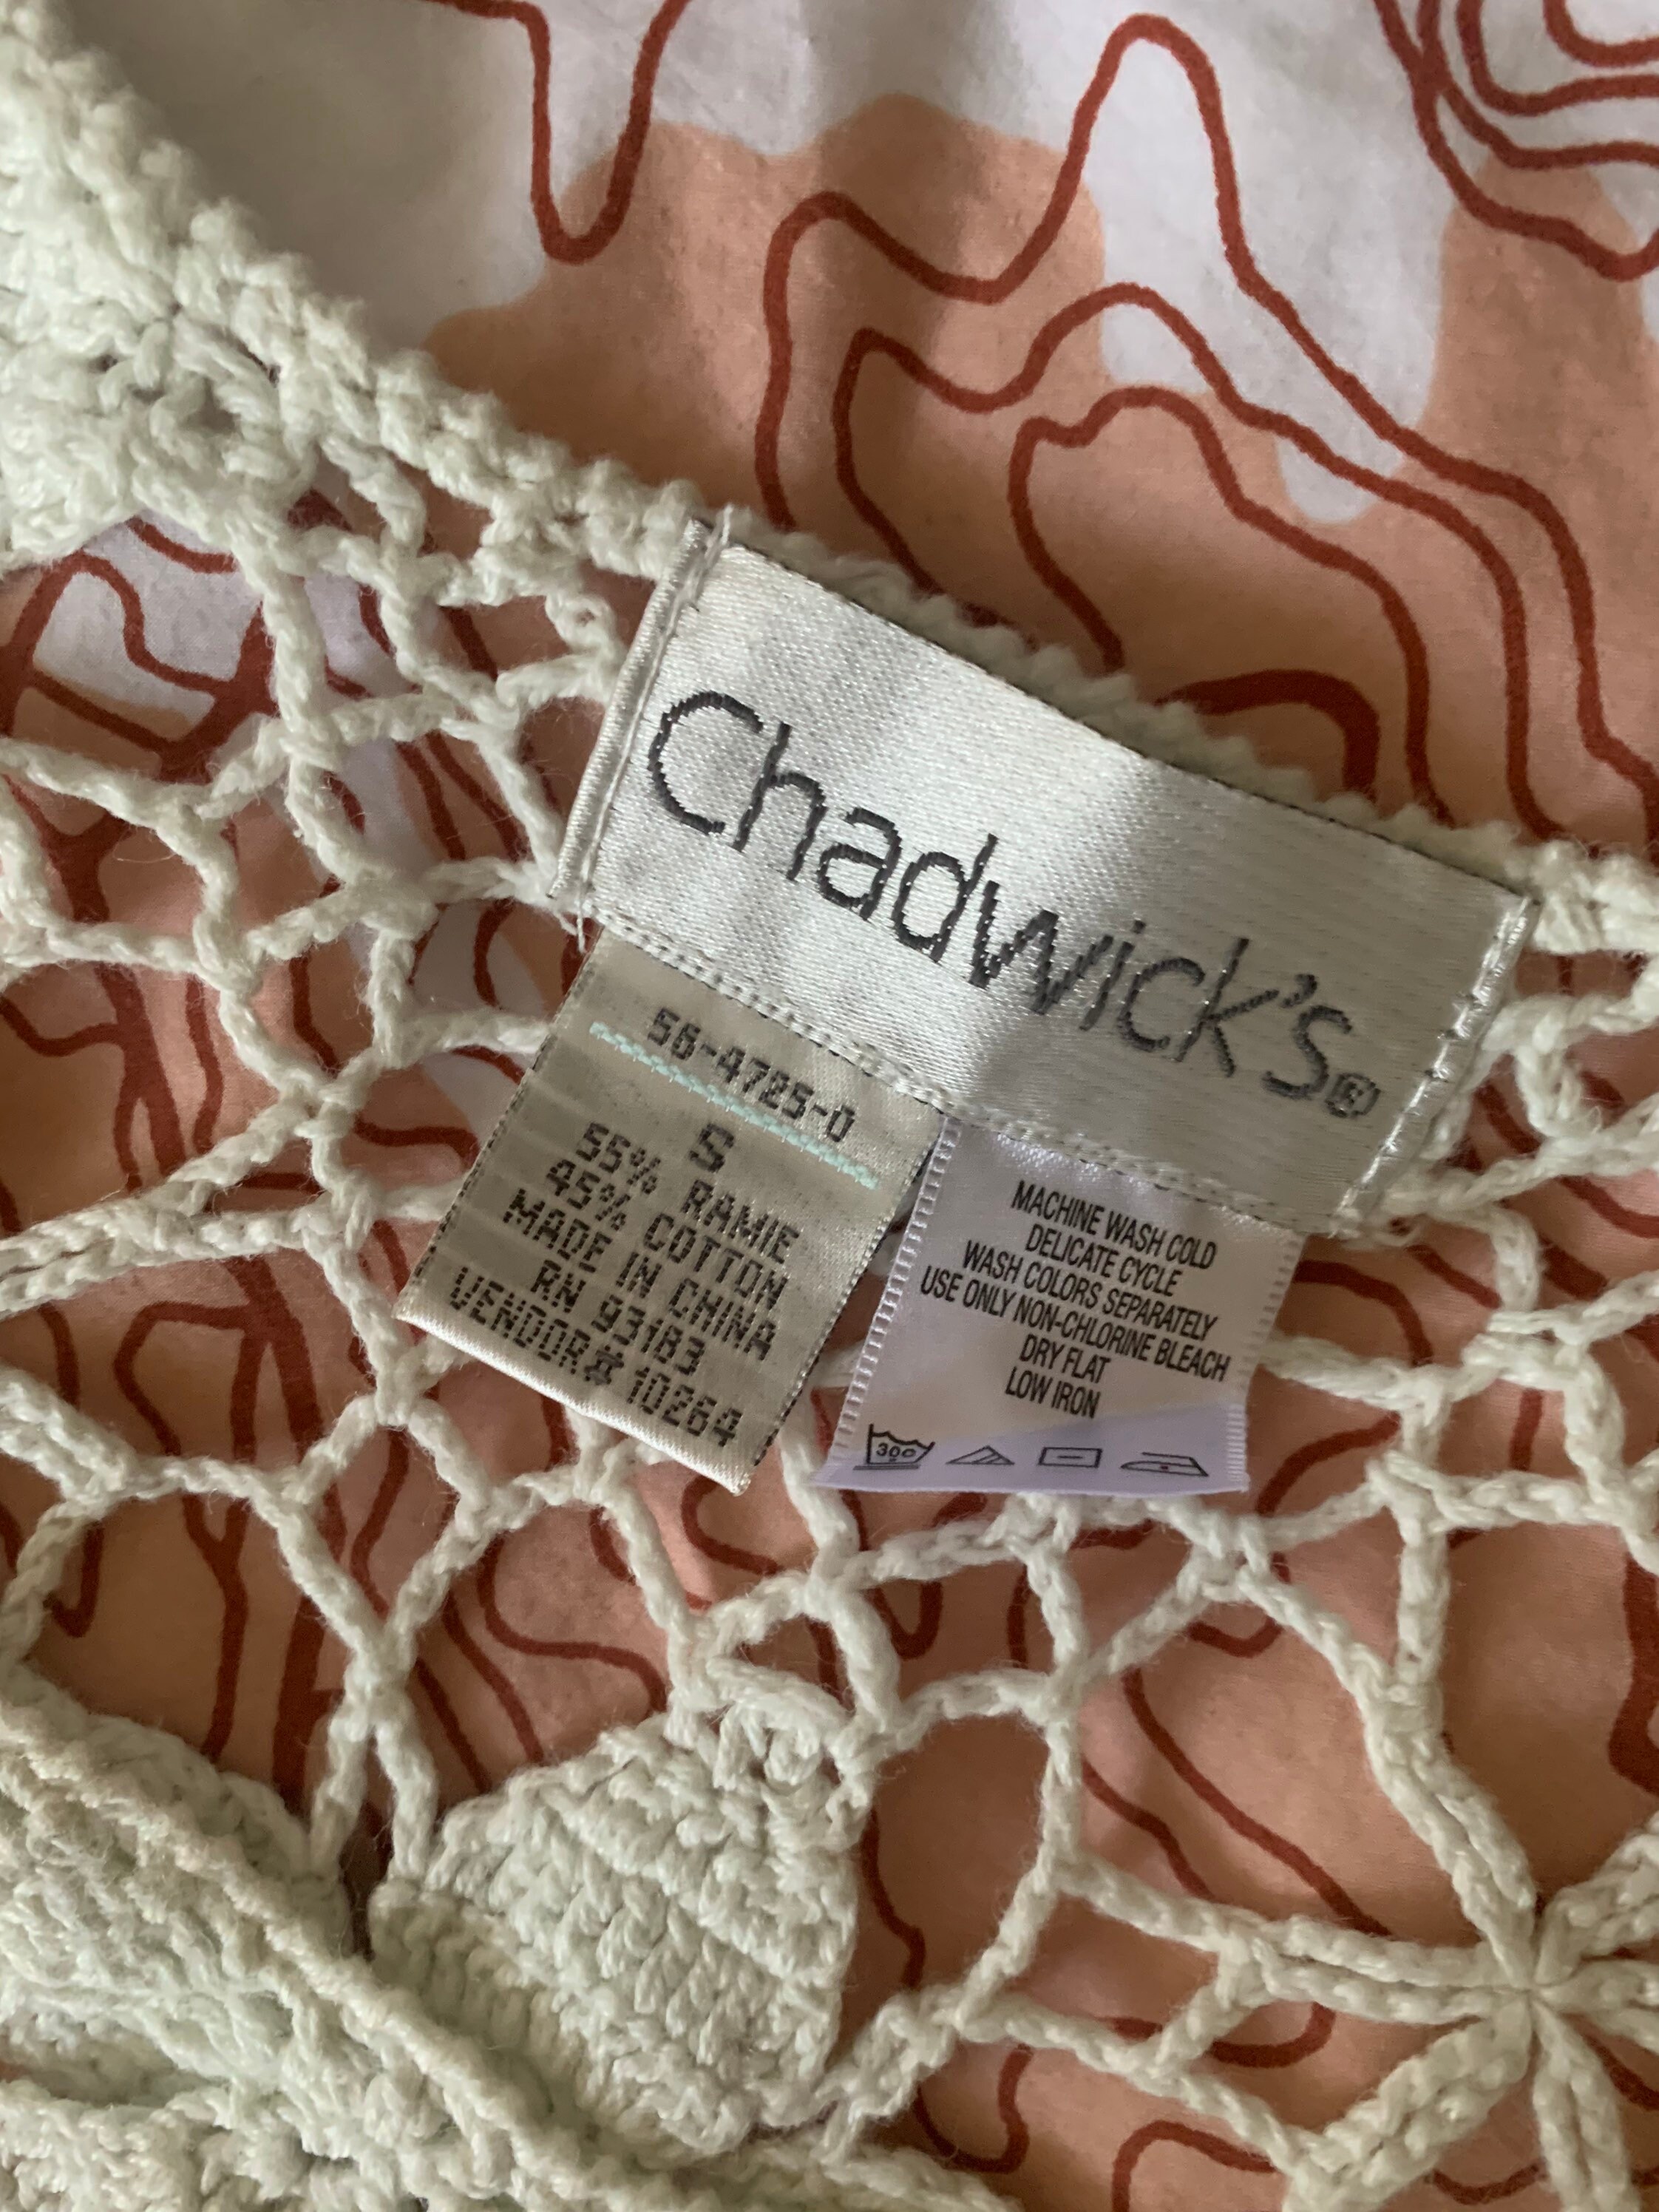 Chadwick's®
56-4725-0
S
55% RAMIE
45% COTTON
MADE IN CHINA
RN 93183
VENDOR# 10264
MACHINE WASH COLD
DELICATE CYCLE
WASH COLORS SEPARATELY
USE ONLY NON-CHLORINE BLEACH
DRY FLAT
LOW IRON
30C